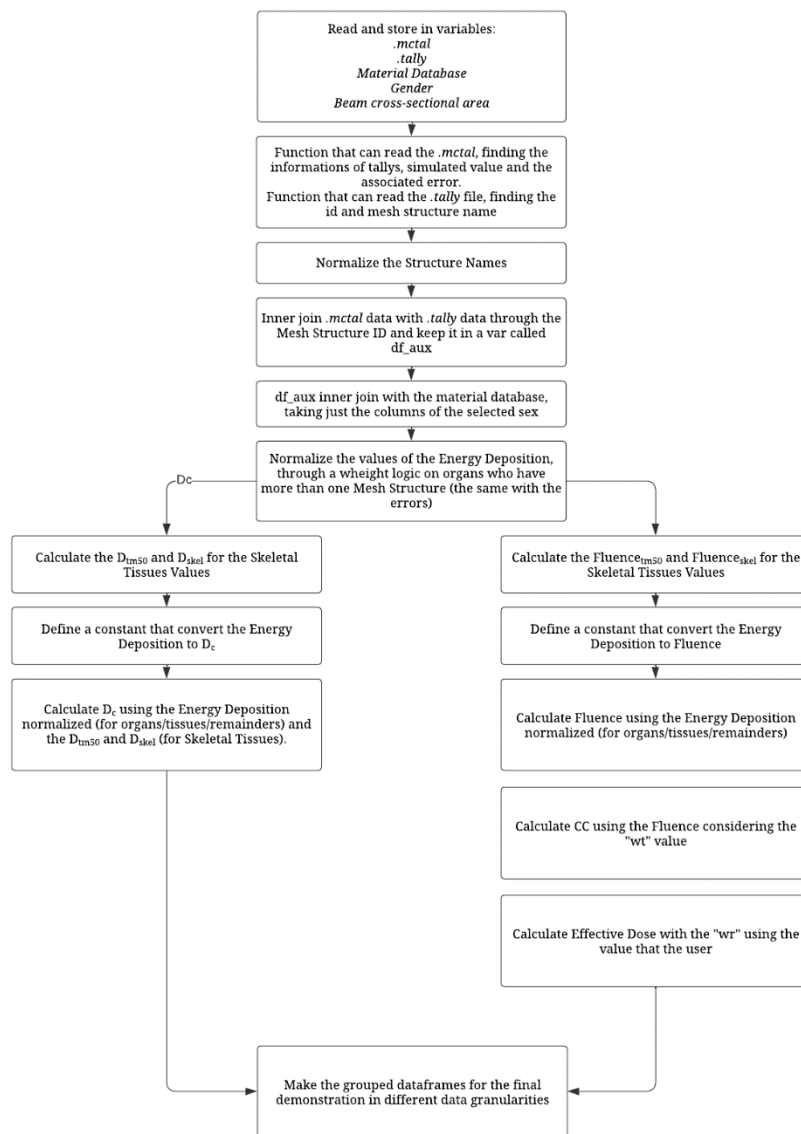 Read and store in variables:
.mctal
.tally
Material Database
Gender
Beam cross-sectional area
Function that can read the .mctal, finding the
informations of tallys, simulated value and the
associated error.
Function that can read the .tally file, finding the
id and mesh structure name
Normalize the Structure Names
Inner join .mctal data with .tally data through the
Mesh Structure ID and keep it in a var called
df_aux
df_aux inner join with the material database,
taking just the columns of the selected sex
Normalize the values of the Energy Deposition,
through a wheight logic on organs who have
more than one Mesh Structure (the same with the
errors)
Dc
Calculate the Dtm50 and Dskel for the Skeletal
Tissues Values
Define a constant that convert the Energy
Deposition to Dc
Calculate Dc using the Energy Deposition
normalized (for organs/tissues/remainders) and
the Dtm50 and Dskel (for Skeletal Tissues).
Calculate the Fluencetm50 and Fluenceskel for the
Skeletal Tissues Values
Define a constant that convert the Energy
Deposition to Fluence
Calculate Fluence using the Energy Deposition
normalized (for organs/tissues/remainders)
Calculate CC using the Fluence considering the
"wt" value
Calculate Effective Dose with the "wr" using the
value that the user
Make the grouped dataframes for the final
demonstration in different data granularities